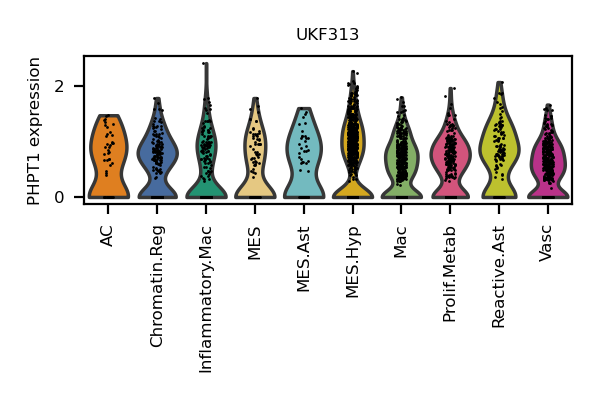 UKF313
PHPT1 expression
2
0
AC
Chromatin.Reg
Inflammatory.Mac
MES
MES.Ast
MES.Hyp
Mac
Prolif.Metab
Reactive.Ast
Vasc